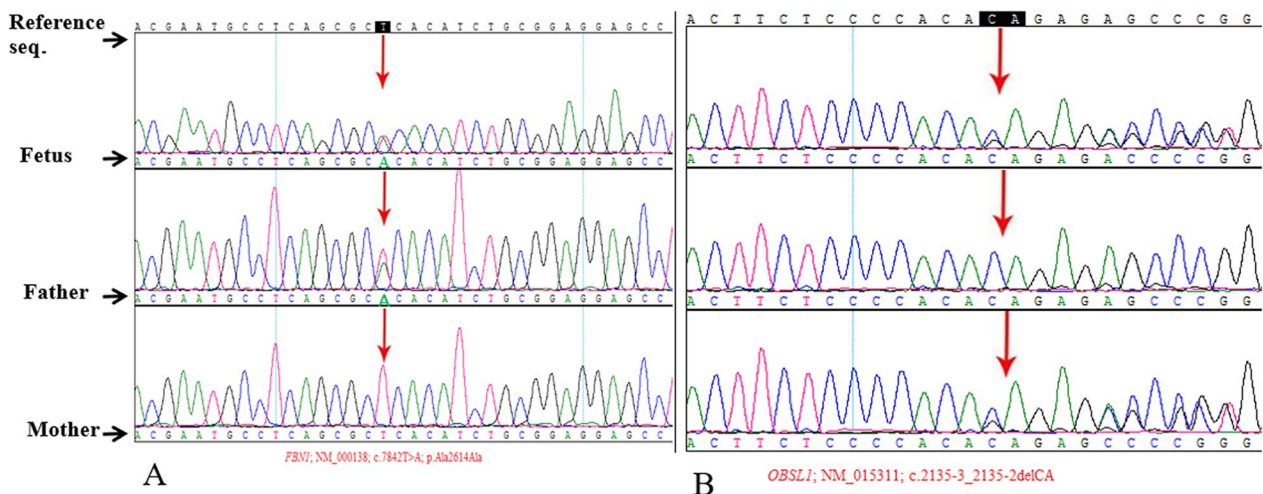 Reference seq.
A C G A A T G C C T C A G C G C T C A C A T C T G C G G A G G A G C C
Fetus
A C G A A T G C C T C A G C G C A C A C A T C T G C G G A G G A G C C
Father
A C G A A T G C C T C A G C G C A C A C A T C T G C G G A G G A G C C
Mother
A C G A A T G C C T C A G C G C T C A C A T C T G C G G A G G A G C C
FBN1; NM_000138; c.7842T>A; p.Ala2614Ala
A
A C T T C T C C C C A C A C A G A G A G C C C G G
A C T T C T C C C C A C A C A G A G A C C C C G G
A C T T C T C C C C A C A C A G A G A G C C C G G
A C T T C T C C C C A C A C A G A G C C C C G G G
OBSL1; NM_015311; c.2135-3_2135-2delCA
B